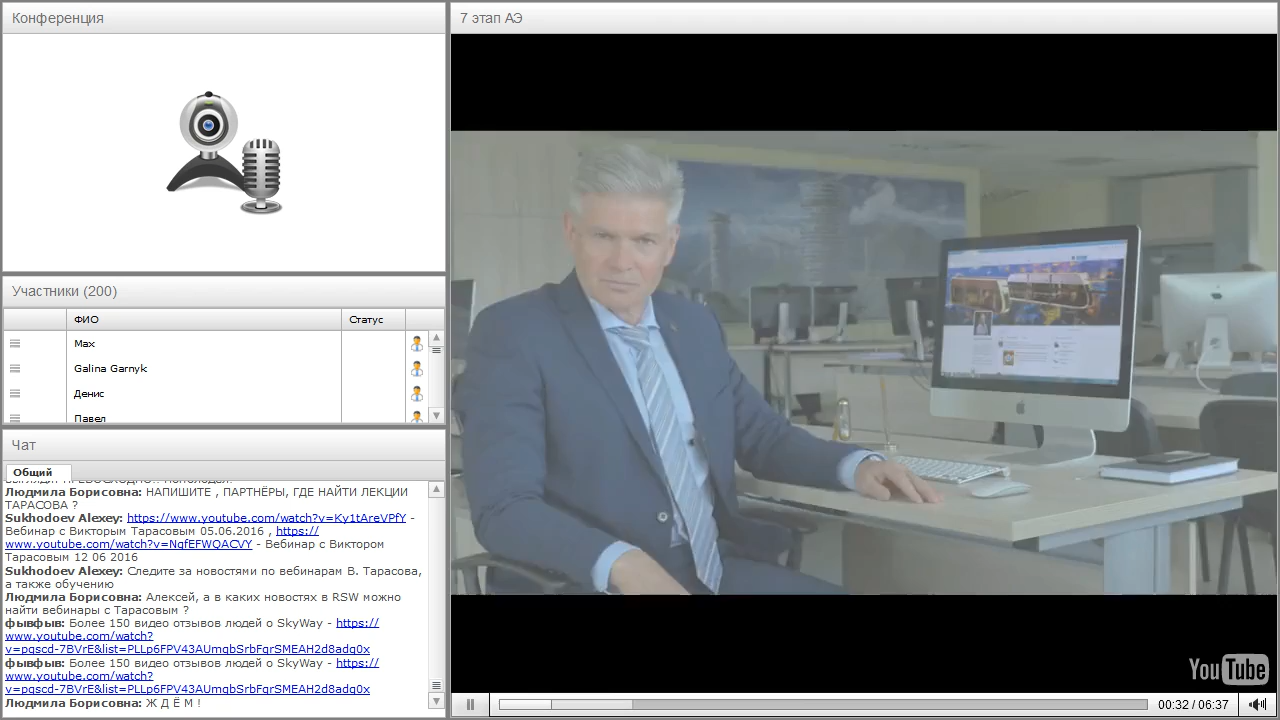 Конференция
7 этап АЭ
Участники (200)
ФИО
Статус
Max
Galina Garnyk
Денис
Павел
Чат
Общий
Людмила Борисовна: НАПИШИТЕ , ПАРТНЁРЫ, ГДЕ НАЙТИ ЛЕКЦИИ
ТАРАСОВА ?
Sukhodoev Alexey: https://www.youtube.com/watch?v=Ky1tAreVPfY -
Вебинар с Викторым Тарасовым 05.06.2016 , https://
www.youtube.com/watch?v=NgfEFWQACVY - Вебинар с Виктором
Тарасовым 12 06 2016
Sukhodoev Alexey: Следите за новостями по вебинарам В. Тарасова,
а также обучению
Людмила Борисовна: Алексей, а в каких новостях в RSW можно
найти вебинары с Тарасовым ?
фывфыв: Более 150 видео отзывов людей о SkyWay - https://
www.youtube.com/watch?
v=pgscd-7BVrE&list=PLLp6FPV43AUmgbSrbFqrSMEAH2d8adg0x
фывфыв: Более 150 видео отзывов людей о SkyWay - https://
www.youtube.com/watch?
v=pgscd-7BVrE&list=PLLp6FPV43AUmgbSrbFqrSMEAH2d8adg0x
Людмила Борисовна: Ж Д Ё М !
YouTube
00:32 / 06:37